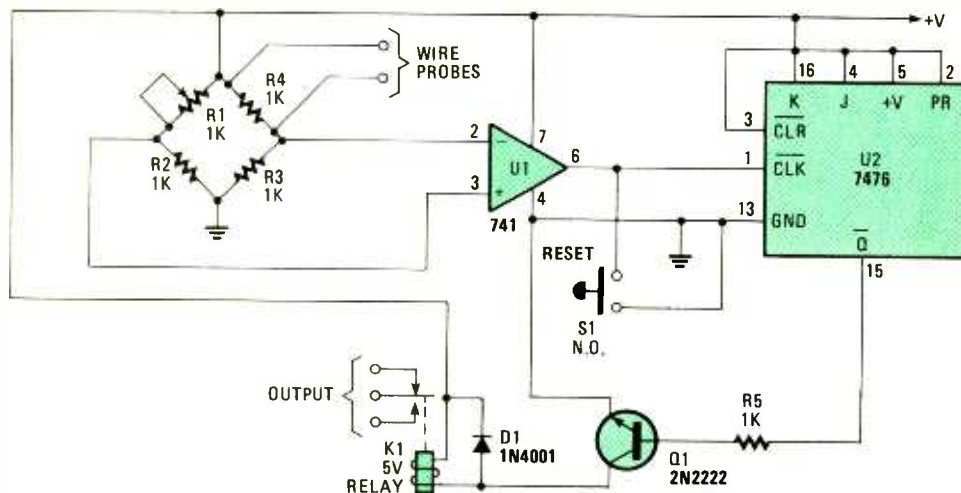 +V
WIRE
PROBES
R4
1K
R1
1K
R2
1K
R3
1K
16
4
5
2
K
J
+V
PR
3
CLR
2
−
7
6
U1
1
CLK
U2
7476
3
+
4
741
13
GND
Q
15
RESET
S1
N.O.
OUTPUT
K1
5V
RELAY
D1
1N4001
Q1
2N2222
R5
1K